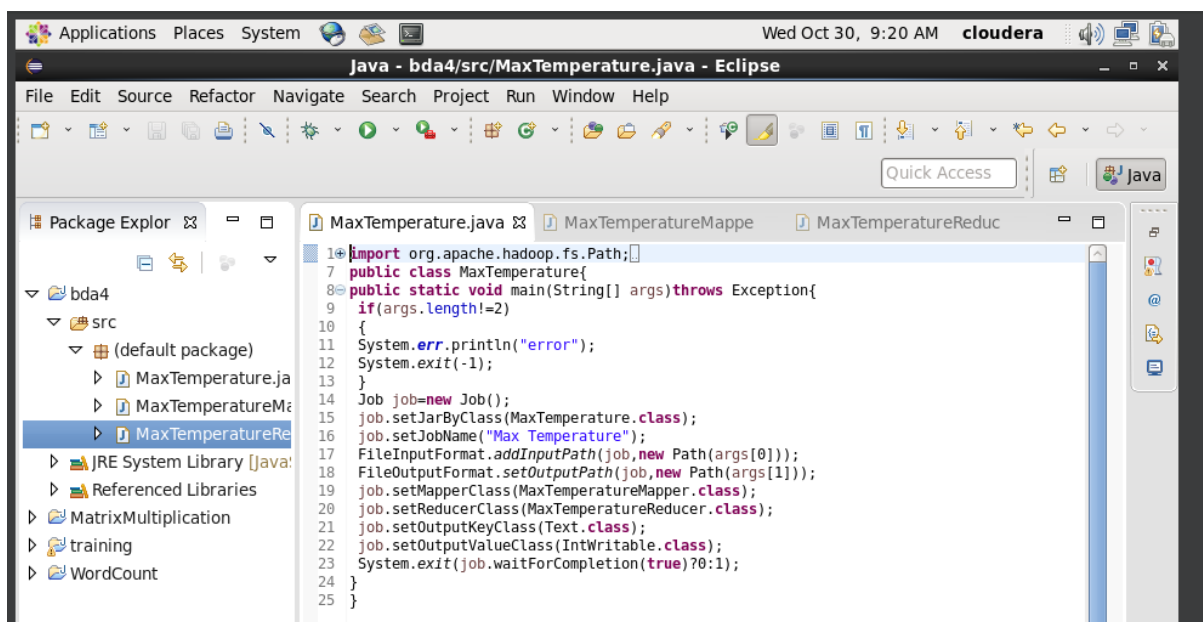 Applications Places System Wed Oct 30, 9:20 AM cloudera
Java - bda4/src/MaxTemperature.java - Eclipse
File Edit Source Refactor Navigate Search Project Run Window Help
Quick Access Java
Package Explor MaxTemperature.java MaxTemperatureMappe MaxTemperatureReduc
bda4
src
(default package)
MaxTemperature.ja
MaxTemperatureMa
MaxTemperatureRe
JRE System Library [Java
Referenced Libraries
MatrixMultiplication
training
WordCount
1 import org.apache.hadoop.fs.Path;
7 public class MaxTemperature{
8 public static void main(String[] args)throws Exception{
9 if(args.length!=2)
10 {
11 System.err.println("error");
12 System.exit(-1);
13 }
14 Job job=new Job();
15 job.setJarByClass(MaxTemperature.class);
16 job.setJobName("Max Temperature");
17 FileInputFormat.addInputPath(job,new Path(args[0]));
18 FileOutputFormat.setOutputPath(job,new Path(args[1]));
19 job.setMapperClass(MaxTemperatureMapper.class);
20 job.setReducerClass(MaxTemperatureReducer.class);
21 job.setOutputKeyClass(Text.class);
22 job.setOutputValueClass(IntWritable.class);
23 System.exit(job.waitForCompletion(true)?0:1);
24 }
25 }